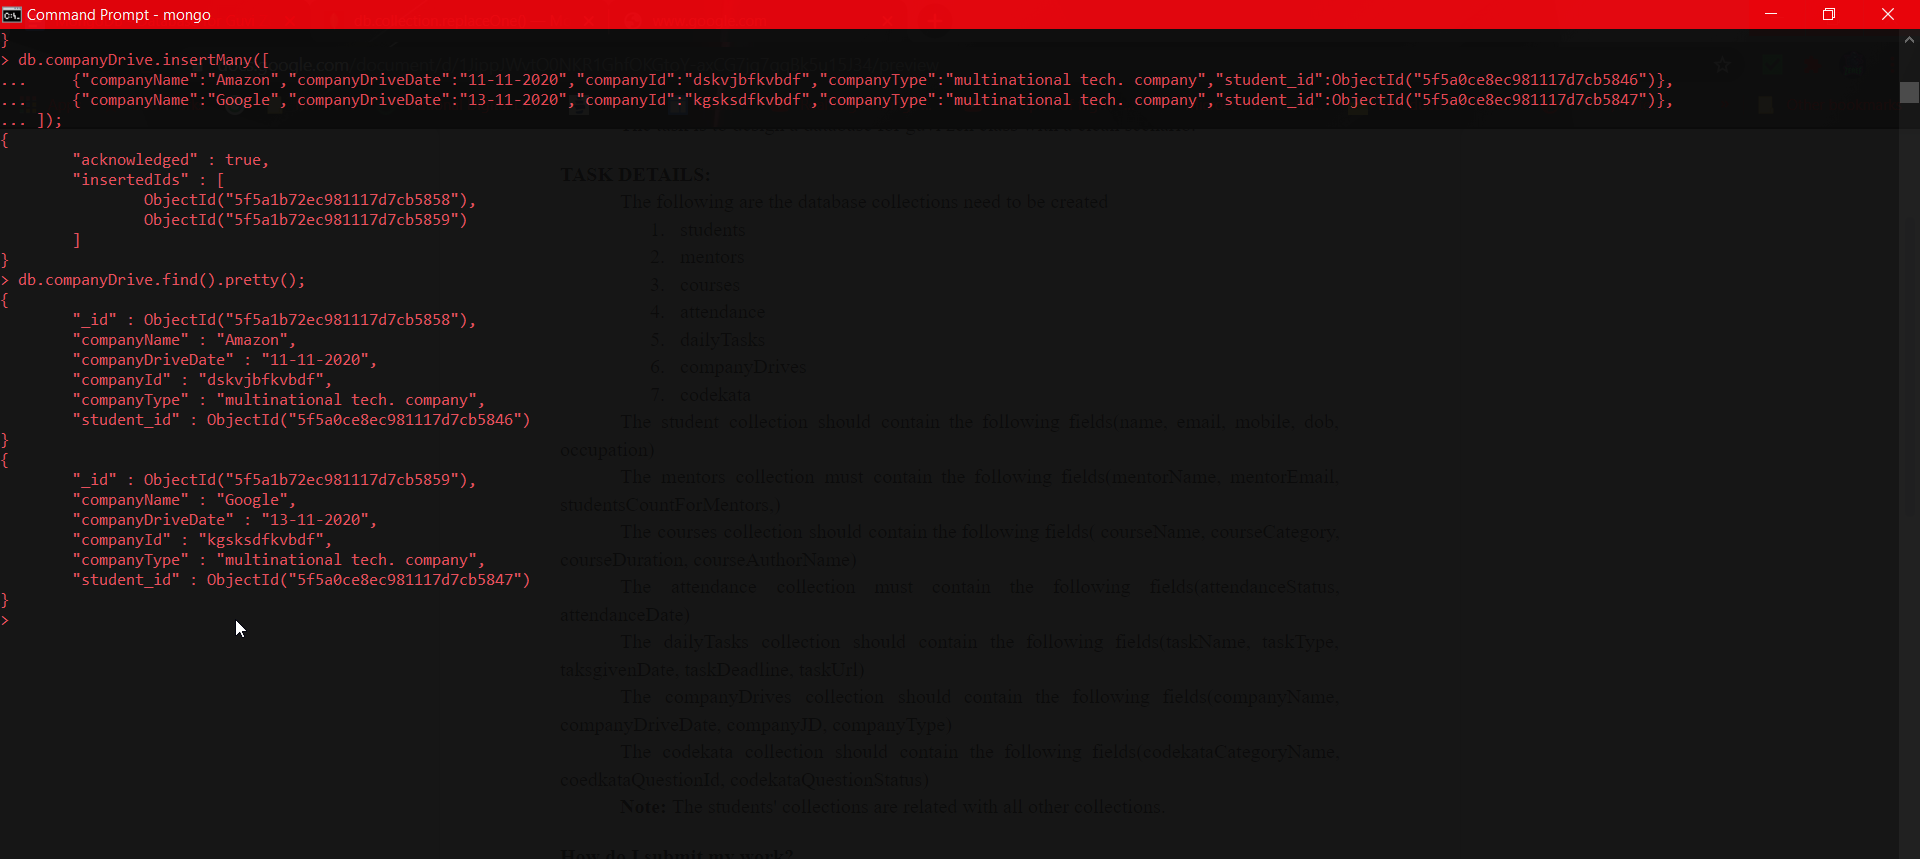 Command Prompt - mongo
}
> db.companyDrive.insertMany([
...     {"companyName":"Amazon","companyDriveDate":"11-11-2020","companyId":"dskvjbfkvbdf","companyType":"multinational tech. company","student_id":ObjectId("5f5a0ce8ec981117d7cb5846")},
...     {"companyName":"Google","companyDriveDate":"13-11-2020","companyId":"kgsksdfkvbdf","companyType":"multinational tech. company","student_id":ObjectId("5f5a0ce8ec981117d7cb5847")},
... ]);
{
        "acknowledged" : true,
        "insertedIds" : [
                ObjectId("5f5a1b72ec981117d7cb5858"),
                ObjectId("5f5a1b72ec981117d7cb5859")
        ]
}
> db.companyDrive.find().pretty();
{
        "_id" : ObjectId("5f5a1b72ec981117d7cb5858"),
        "companyName" : "Amazon",
        "companyDriveDate" : "11-11-2020",
        "companyId" : "dskvjbfkvbdf",
        "companyType" : "multinational tech. company",
        "student_id" : ObjectId("5f5a0ce8ec981117d7cb5846")
}
{
        "_id" : ObjectId("5f5a1b72ec981117d7cb5859"),
        "companyName" : "Google",
        "companyDriveDate" : "13-11-2020",
        "companyId" : "kgsksdfkvbdf",
        "companyType" : "multinational tech. company",
        "student_id" : ObjectId("5f5a0ce8ec981117d7cb5847")
}
>
TASK DETAILS:
The following are the database collections need to be created
1. students
2. mentors
3. courses
4. attendance
5. dailyTasks
6. companyDrives
7. codekata
The student collection should contain the following fields(name, email, mobile, dob,
occupation)
The mentors collection must contain the following fields(mentorName, mentorEmail,
studentsCountForMentors,)
The courses collection should contam the following fields( courseName, courseCategory,
courseDuration, courseAuthorName)
The attendance collection must contain the following fields(attendanceStatus,
attendanceDate)
The dailyTasks collection should contain the following fields(taskName, taskType,
taksgivenDate, taskDeadline, taskUrl)
The companyDrives collection should contain the following fields(companyName,
companyDriveDate, companyJD, companyType)
The codekata collection should contain the following fields(codekataCategoryName,
coedkataQuestionId, codekataQuestionStatus)
Note: The students' collections are related with all other collections.
How do I submit my work?